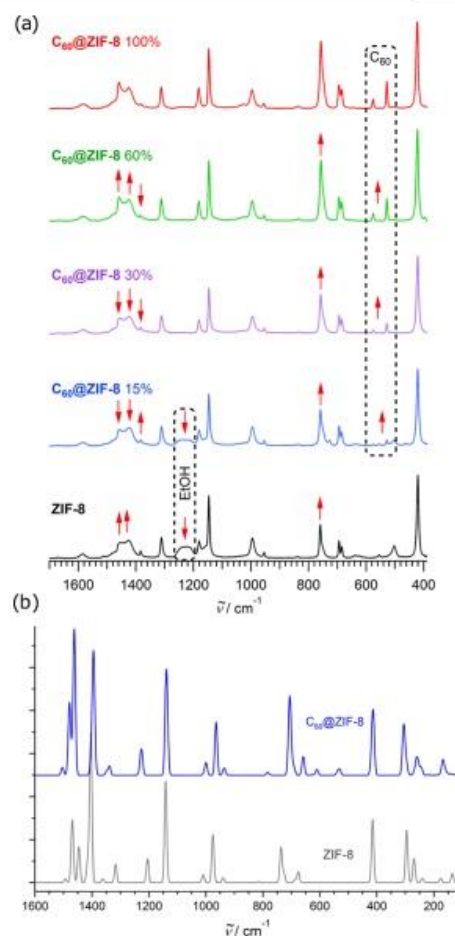 (a)
C₆₀@ZIF-8 100%
C₆₀
C₆₀@ZIF-8 60%
C₆₀@ZIF-8 30%
C₆₀@ZIF-8 15%
EtOH
ZIF-8
1600 1400 1200 1000 800 600 400
ṽ/ cm⁻¹
(b)
C₆₀@ZIF-8
ZIF-8
1600 1400 1200 1000 800 600 400 200
ṽ/ cm⁻¹